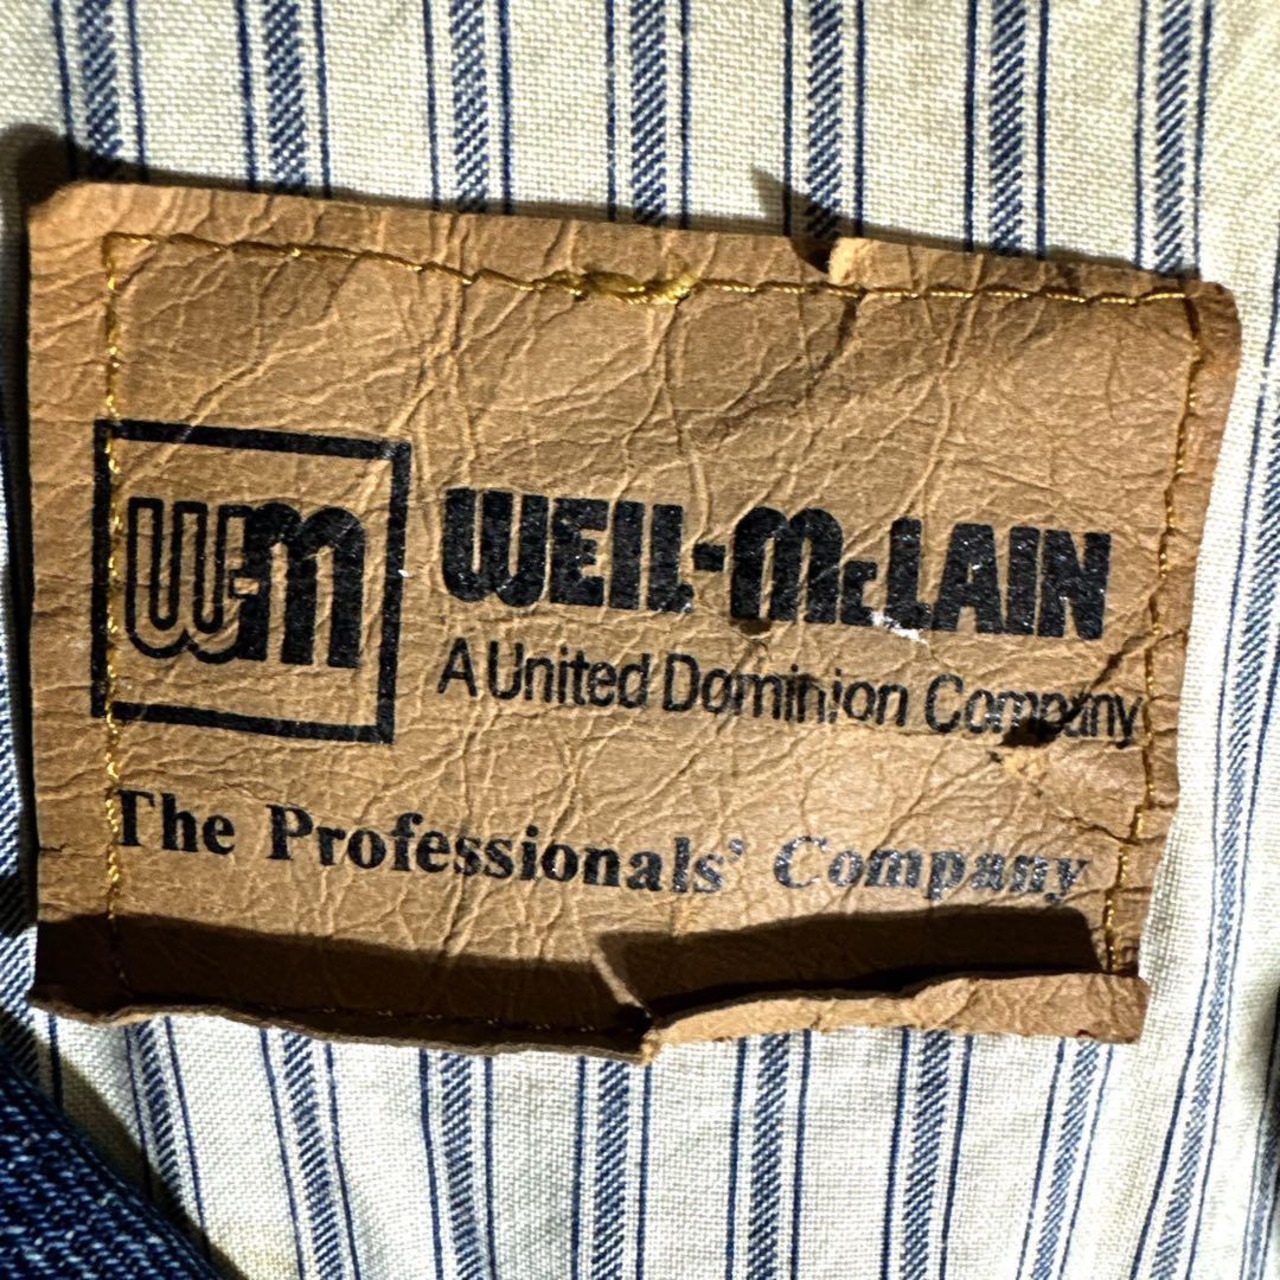 W-M
WEIL-McLAIN
A United Dominion Company
The Professionals' Company